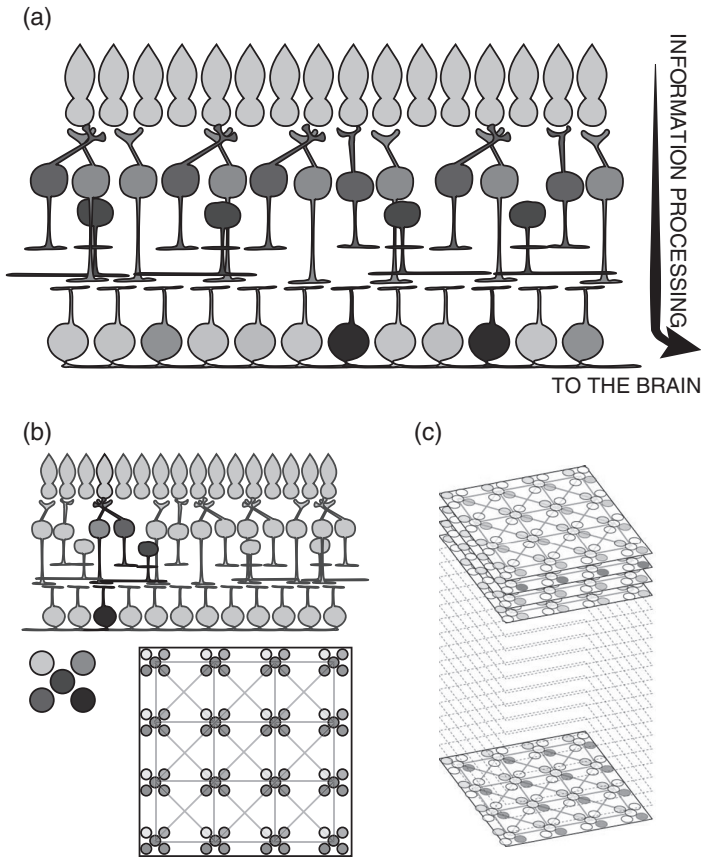 (a)
INFORMATION PROCESSING
TO THE BRAIN
(b)
(c)